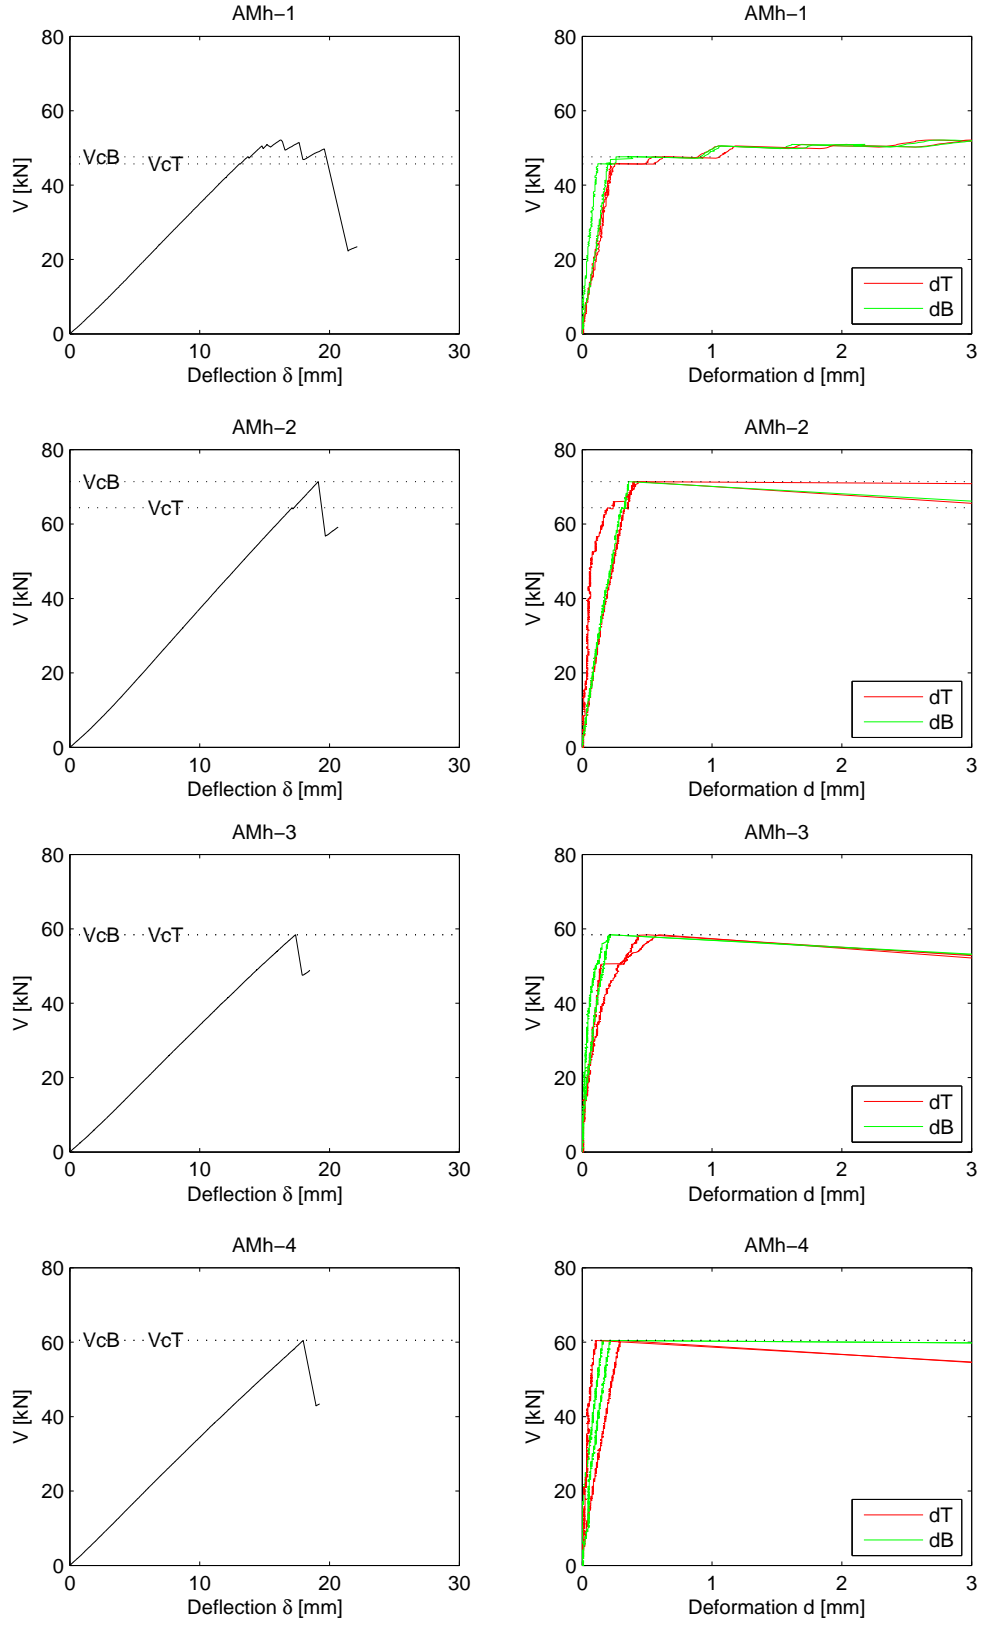 AMh−1
80
60
40
20
0
V [kN]
VcB
VcT
0 10 20 30
Deflection δ [mm]
AMh−1
80
60
40
20
0
V [kN]
dT
dB
0 1 2 3
Deformation d [mm]
AMh−2
80
60
40
20
0
V [kN]
VcB
VcT
0 10 20 30
Deflection δ [mm]
AMh−2
80
60
40
20
0
V [kN]
dT
dB
0 1 2 3
Deformation d [mm]
AMh−3
80
60
40
20
0
V [kN]
VcB VcT
0 10 20 30
Deflection δ [mm]
AMh−3
80
60
40
20
0
V [kN]
dT
dB
0 1 2 3
Deformation d [mm]
AMh−4
80
60
40
20
0
V [kN]
VcB VcT
0 10 20 30
Deflection δ [mm]
AMh−4
80
60
40
20
0
V [kN]
dT
dB
0 1 2 3
Deformation d [mm]